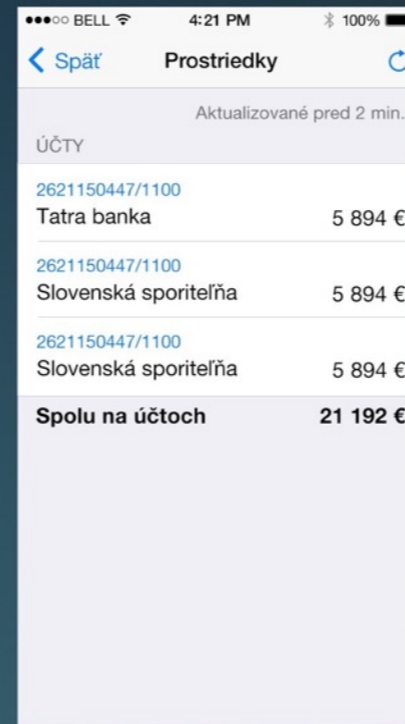 BELL 4:21 PM 100%
Späť Prostriedky
Aktualizované pred 2 min.
ÚČTY
2621150447/1100
Tatra banka 5 894 €
2621150447/1100
Slovenská sporiteľňa 5 894 €
2621150447/1100
Slovenská sporiteľňa 5 894 €
Spolu na účtoch 21 192 €